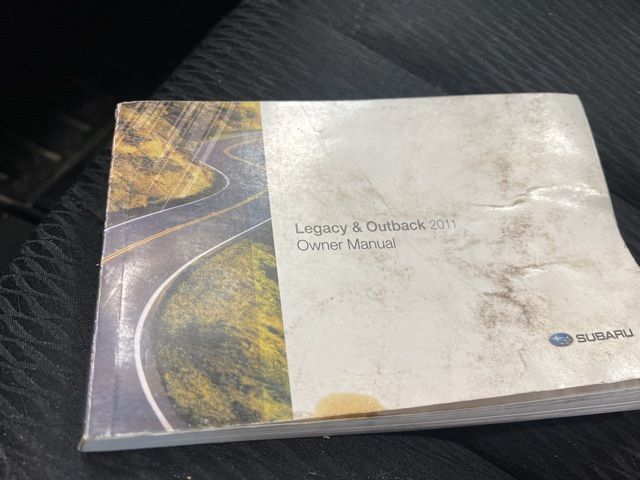 Legacy & Outback 2011
Owner Manual
SUBARU